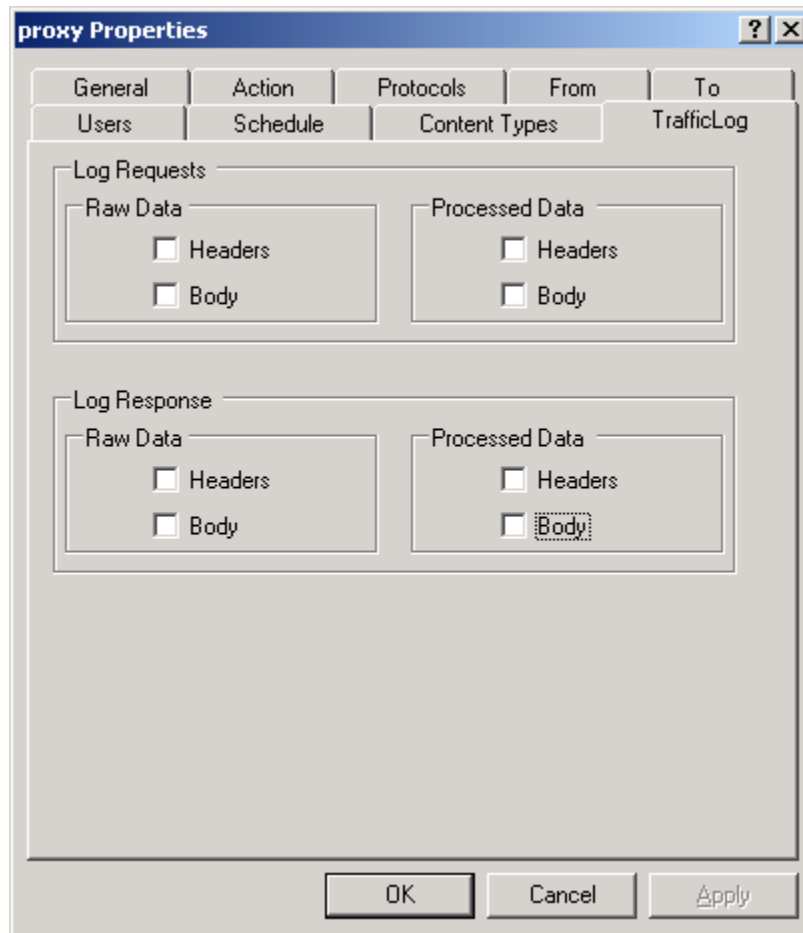 proxy Properties
General Action Protocols From To
Users Schedule Content Types TrafficLog
Log Requests
Raw Data Processed Data
Headers Headers
Body Body
Log Response
Raw Data Processed Data
Headers Headers
Body Body
OK Cancel Apply